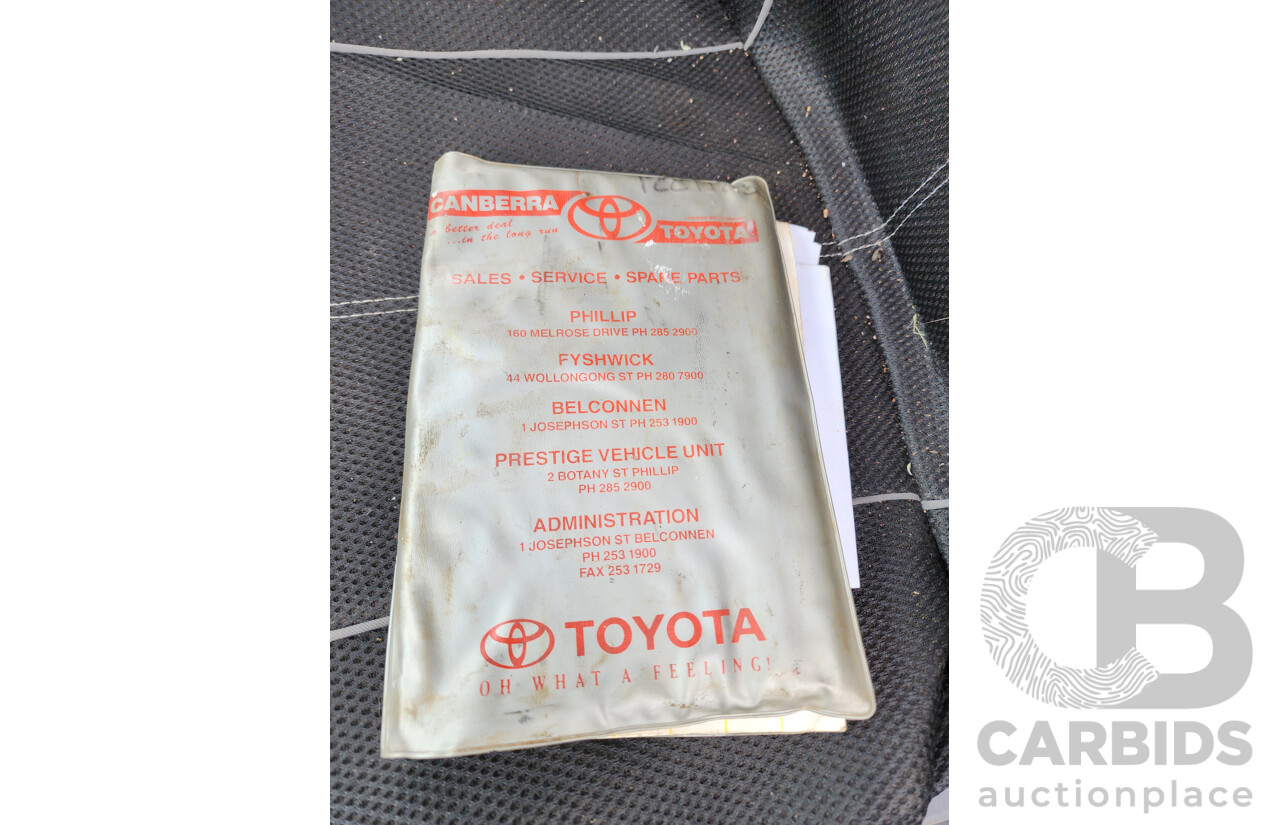 CANBERRA
a better deal
...in the long run
TOYOTA
SALES • SERVICE • SPARE PARTS
PHILLIP
160 MELROSE DRIVE PH 285 2900
FYSHWICK
44 WOLLONGONG ST PH 280 7900
BELCONNEN
1 JOSEPHSON ST PH 253 1900
PRESTIGE VEHICLE UNIT
2 BOTANY ST PHILLIP
PH 285 2900
ADMINISTRATION
1 JOSEPHSON ST BELCONNEN
PH 253 1900
FAX 253 1729
TOYOTA
OH WHAT A FEELING!
CB
CARBIDS
auctionplace